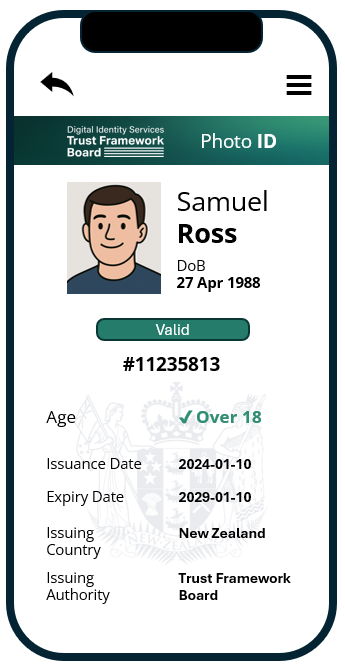 Digital Identity Services
Trust Framework
Board
Photo ID
Samuel
Ross
DoB
27 Apr 1988
Valid
#11235813
Age
✓ Over 18
Issuance Date
2024-01-10
Expiry Date
2029-01-10
Issuing
Country
New Zealand
Issuing
Authority
Trust Framework
Board
NEW ZEALAND